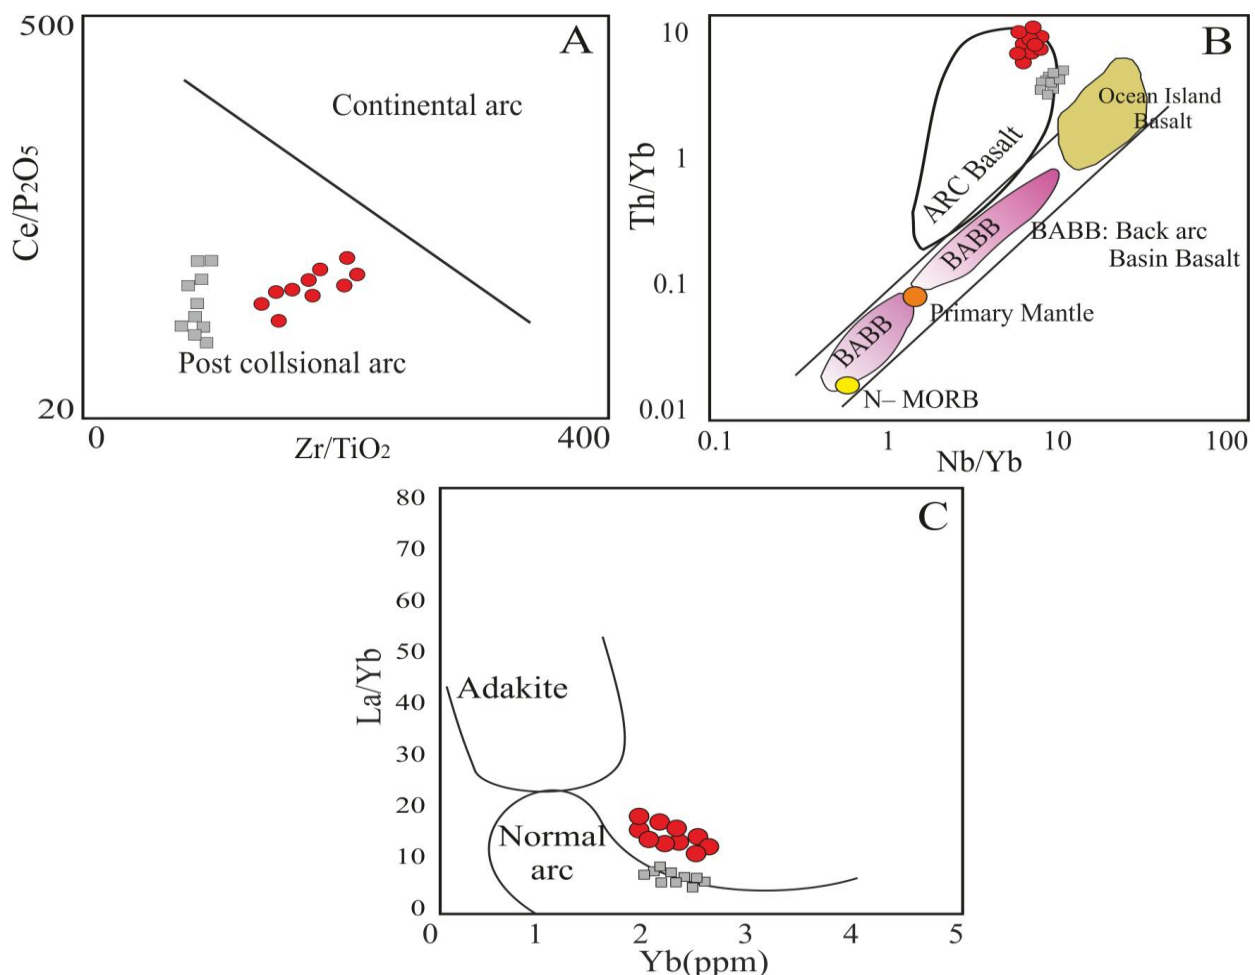 A
500
Ce/P2O5
20
0
400
Zr/TiO2
Continental arc
Post collsional arc
B
10
1
0.1
0.01
Th/Yb
0.1
1
10
100
Nb/Yb
ARC Basalt
Ocean Island
Basalt
BABB
BABB: Back arc
Basin Basalt
Primary Mantle
BABB
N– MORB
C
80
70
60
50
40
30
20
10
0
La/Yb
0
1
2
3
4
5
Yb(ppm)
Adakite
Normal
arc